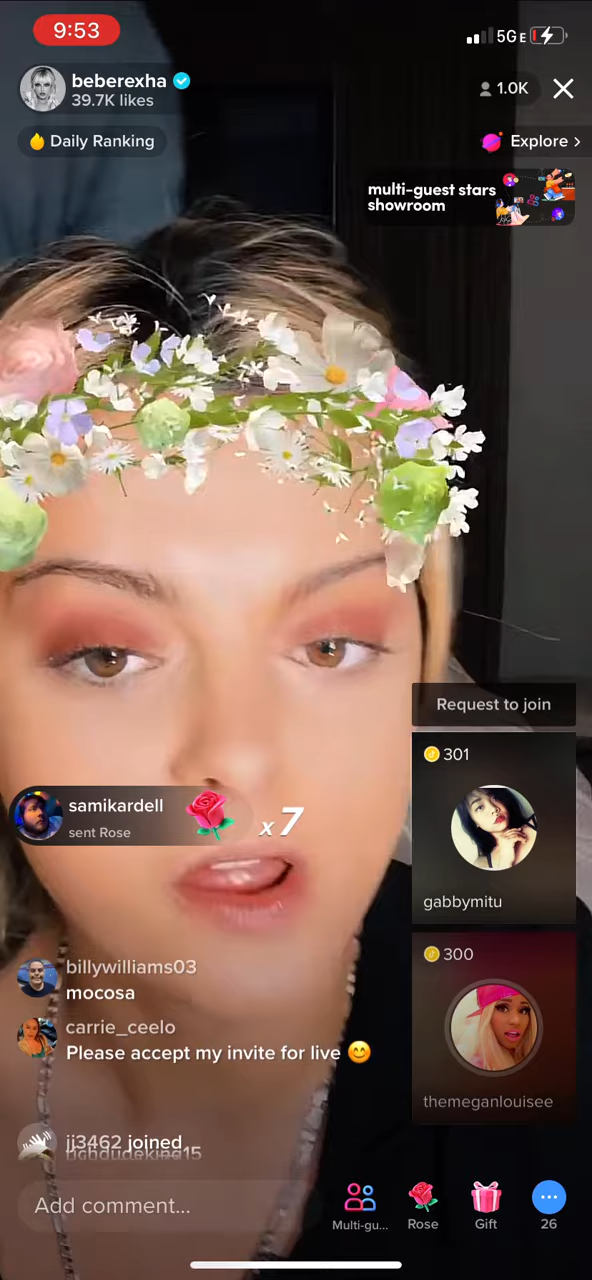 9:53
5G E
beberexha
39.7K likes
1.0K
Daily Ranking
Explore >
multi-guest stars
showroom
Request to join
301
samikardell
sent Rose
x7
gabbymitu
billywilliams03
mocosa
300
carrie_ceelo
Please accept my invite for live 😊
themeganlouisee
jj3462 joined
Add comment...
Multi-gu...
Rose
Gift
26